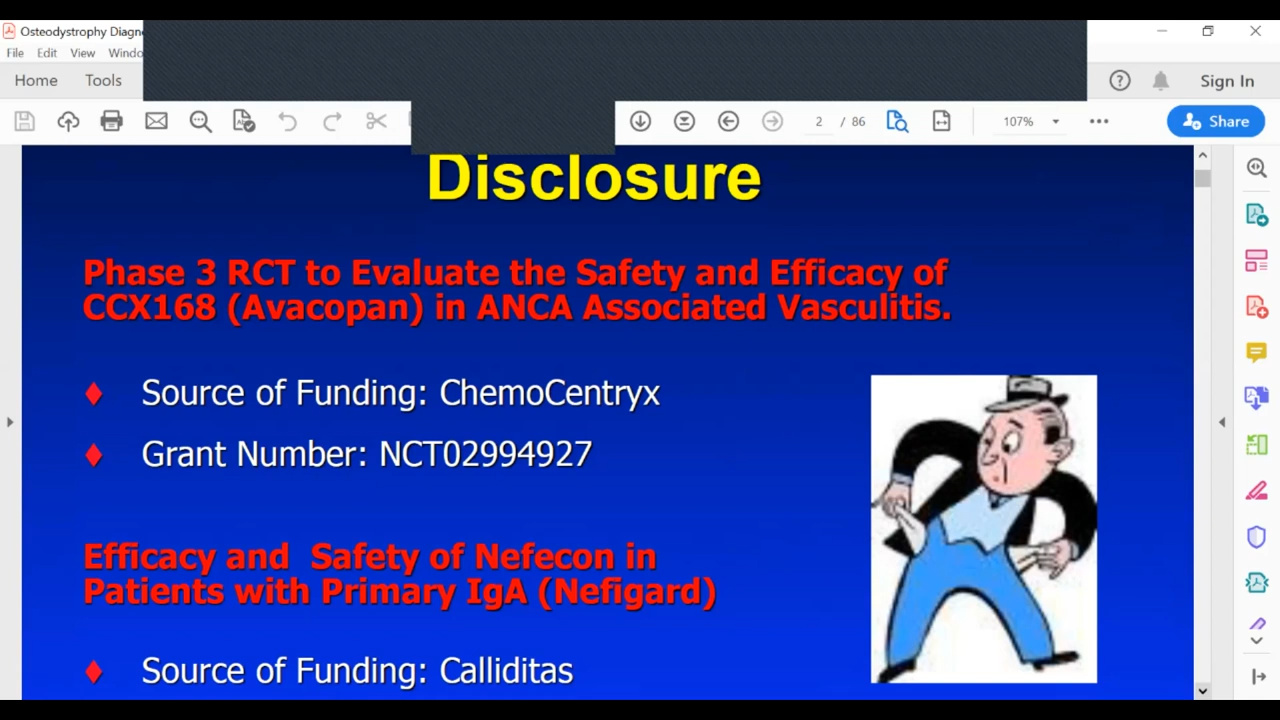 Osteodystrophy Diagn
File Edit View Windo
Home Tools
Sign In
2 / 86
107%
Share
Disclosure
Phase 3 RCT to Evaluate the Safety and Efficacy of
CCX168 (Avacopan) in ANCA Associated Vasculitis.
Source of Funding: ChemoCentryx
Grant Number: NCT02994927
Efficacy and Safety of Nefecon in
Patients with Primary IgA (Nefigard)
Source of Funding: Calliditas